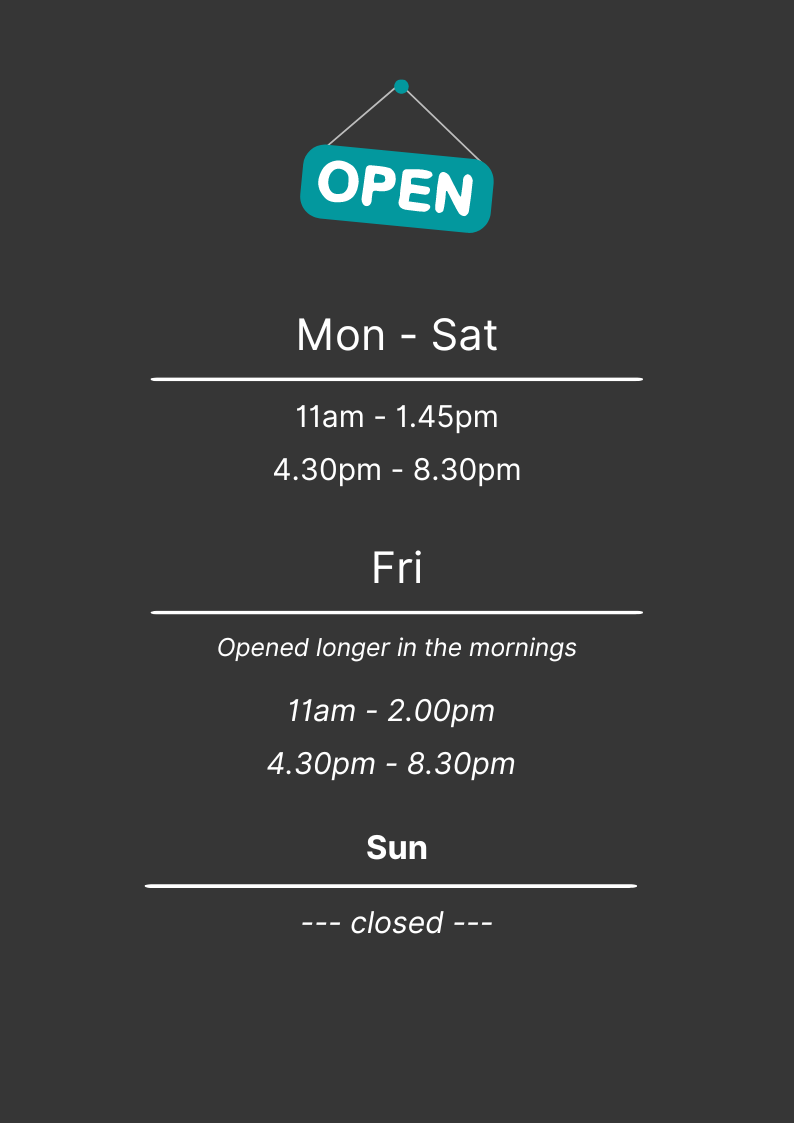 OPEN
Mon - Sat
11am - 1.45pm
4.30pm - 8.30pm
Fri
Opened longer in the mornings
11am - 2.00pm
4.30pm - 8.30pm
Sun
--- closed ---